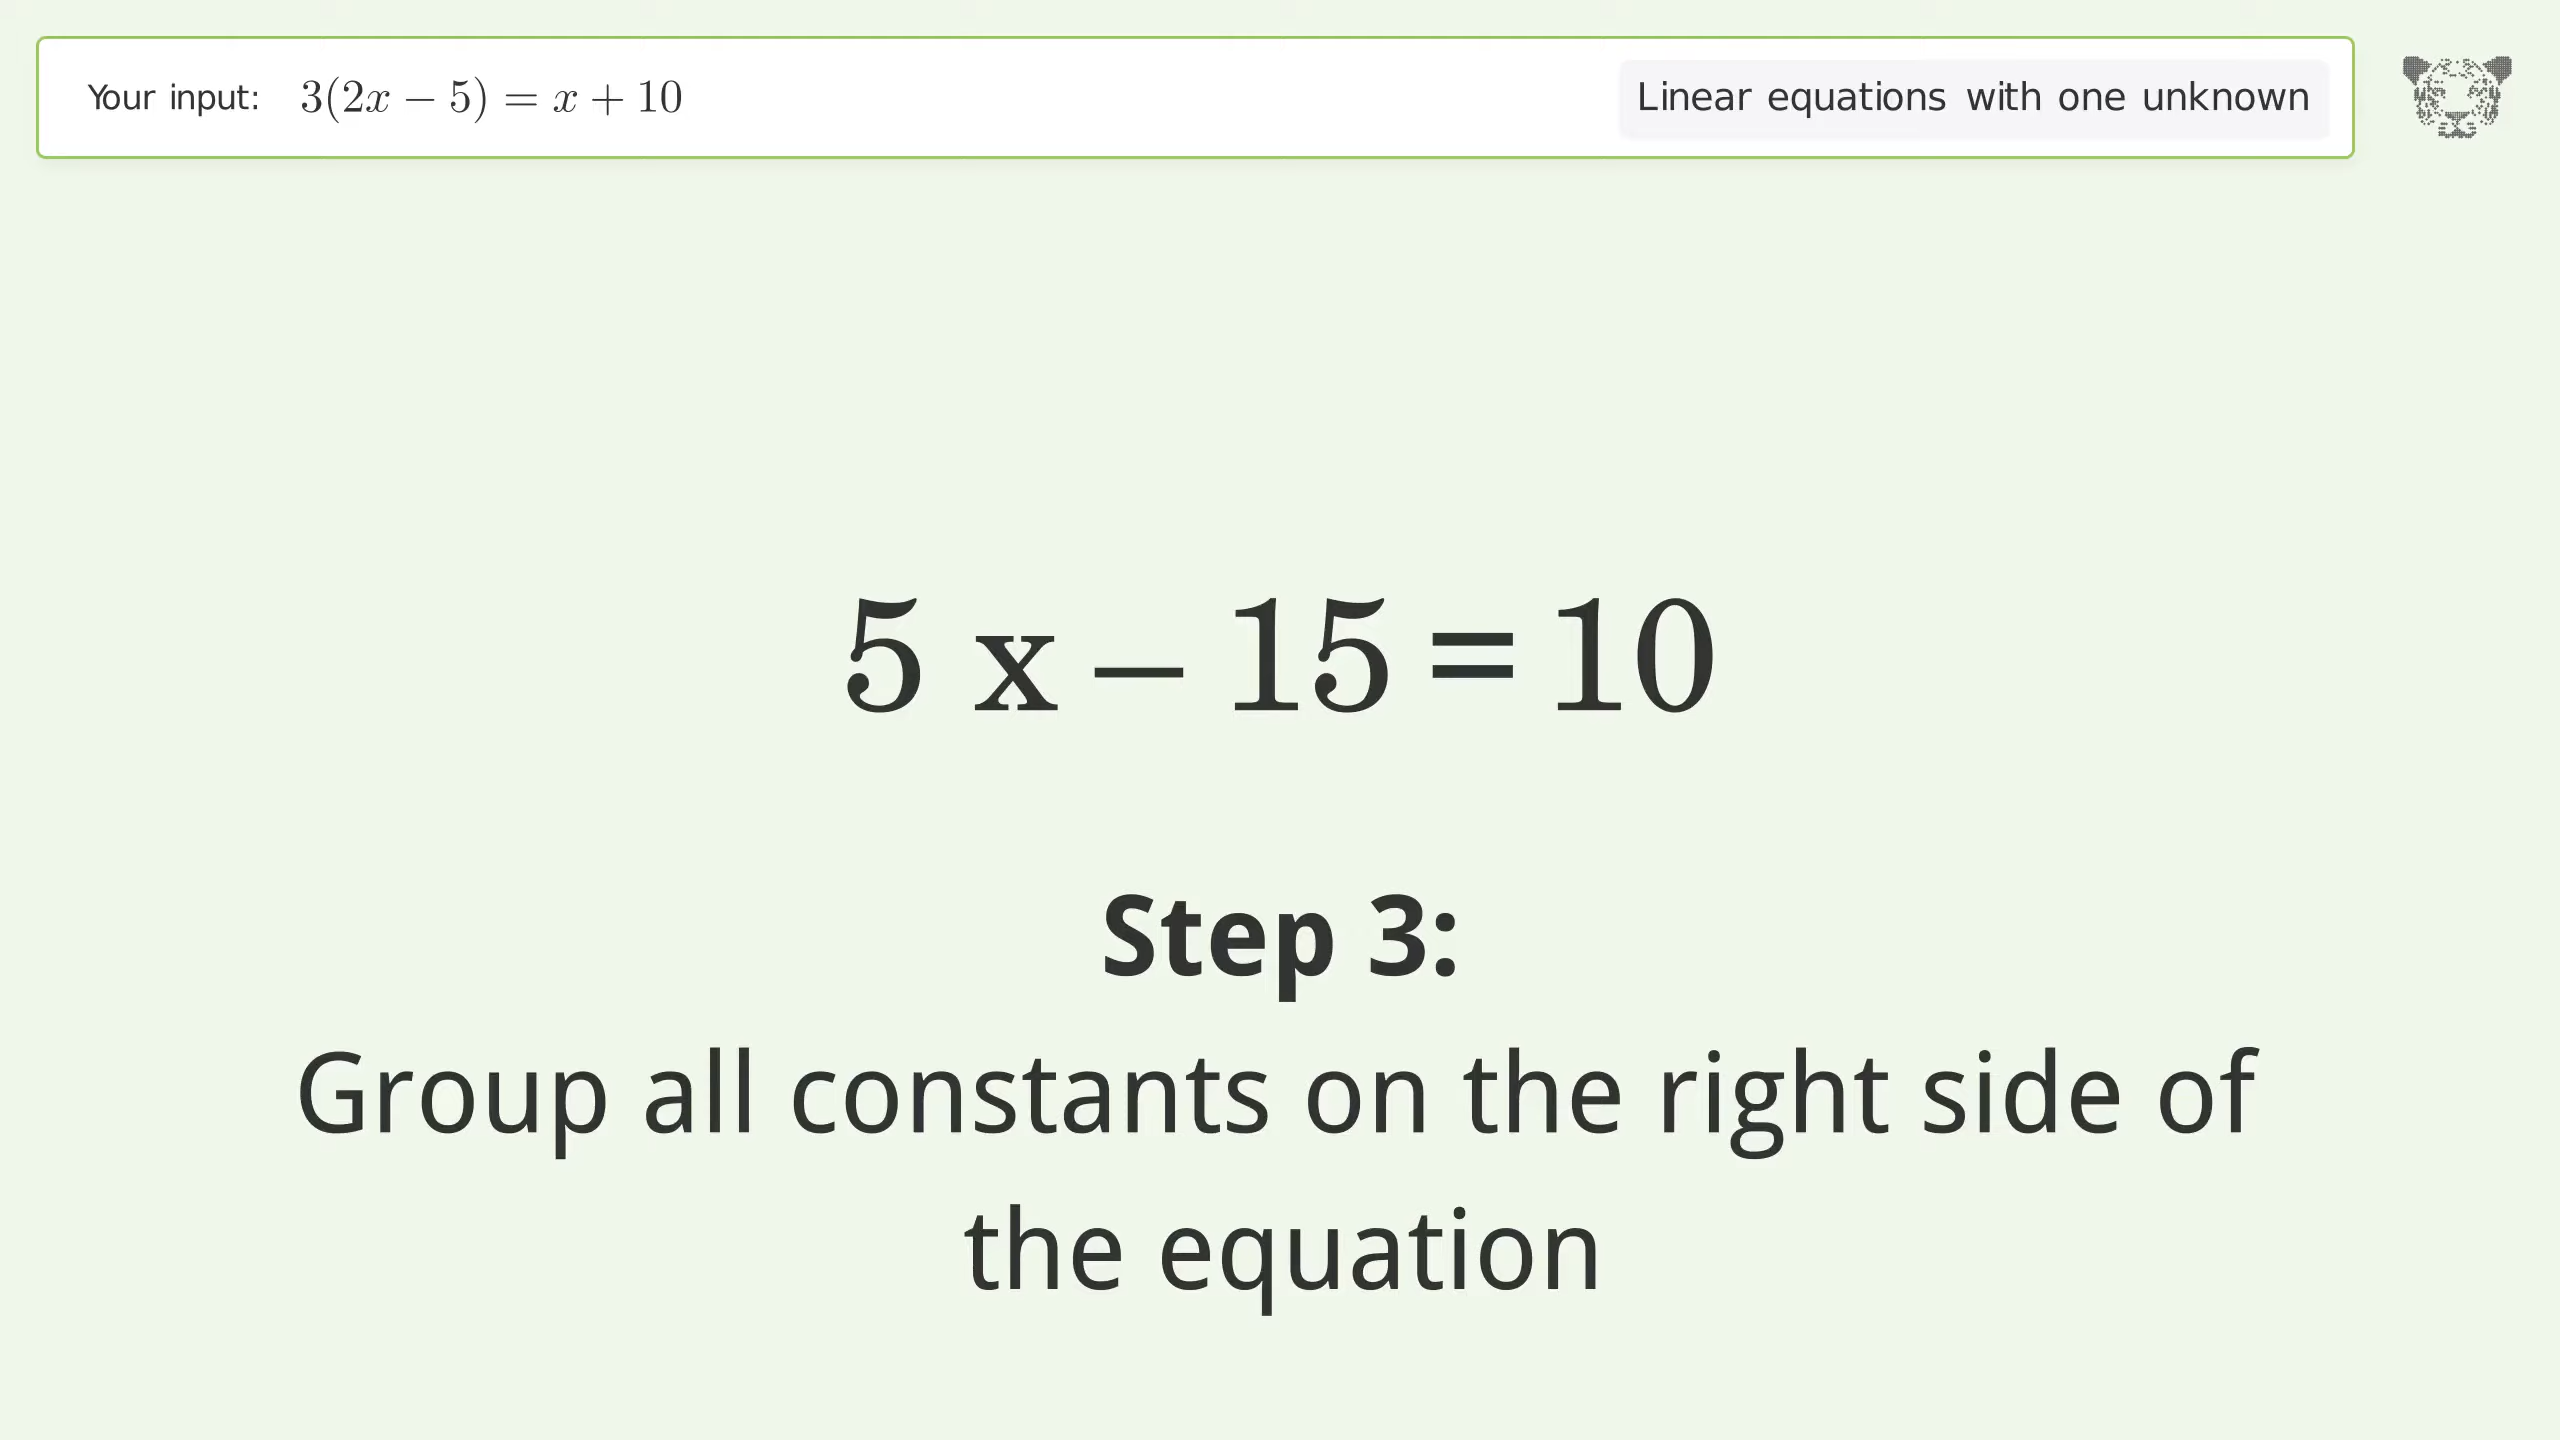 Your input: 3(2x − 5) = x + 10
Linear equations with one unknown
5 x – 15 = 10
Step 3:
Group all constants on the right side of
the equation